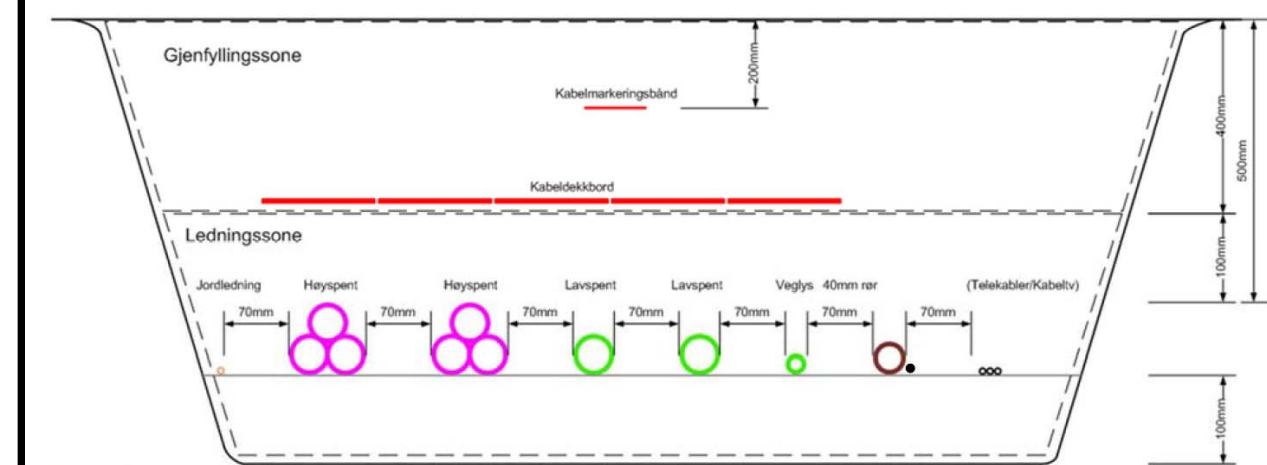 Gjenfyllingssone
200mm
Kabelmarkeringsbånd
400mm
500mm
Kabeldekkbord
Ledningssone
100mm
Jordledning Høyspent Høyspent Lavspent Lavspent Veglys 40mm rør (Telekabler/Kabeltv)
70mm 70mm 70mm 70mm 70mm 70mm 70mm
100mm